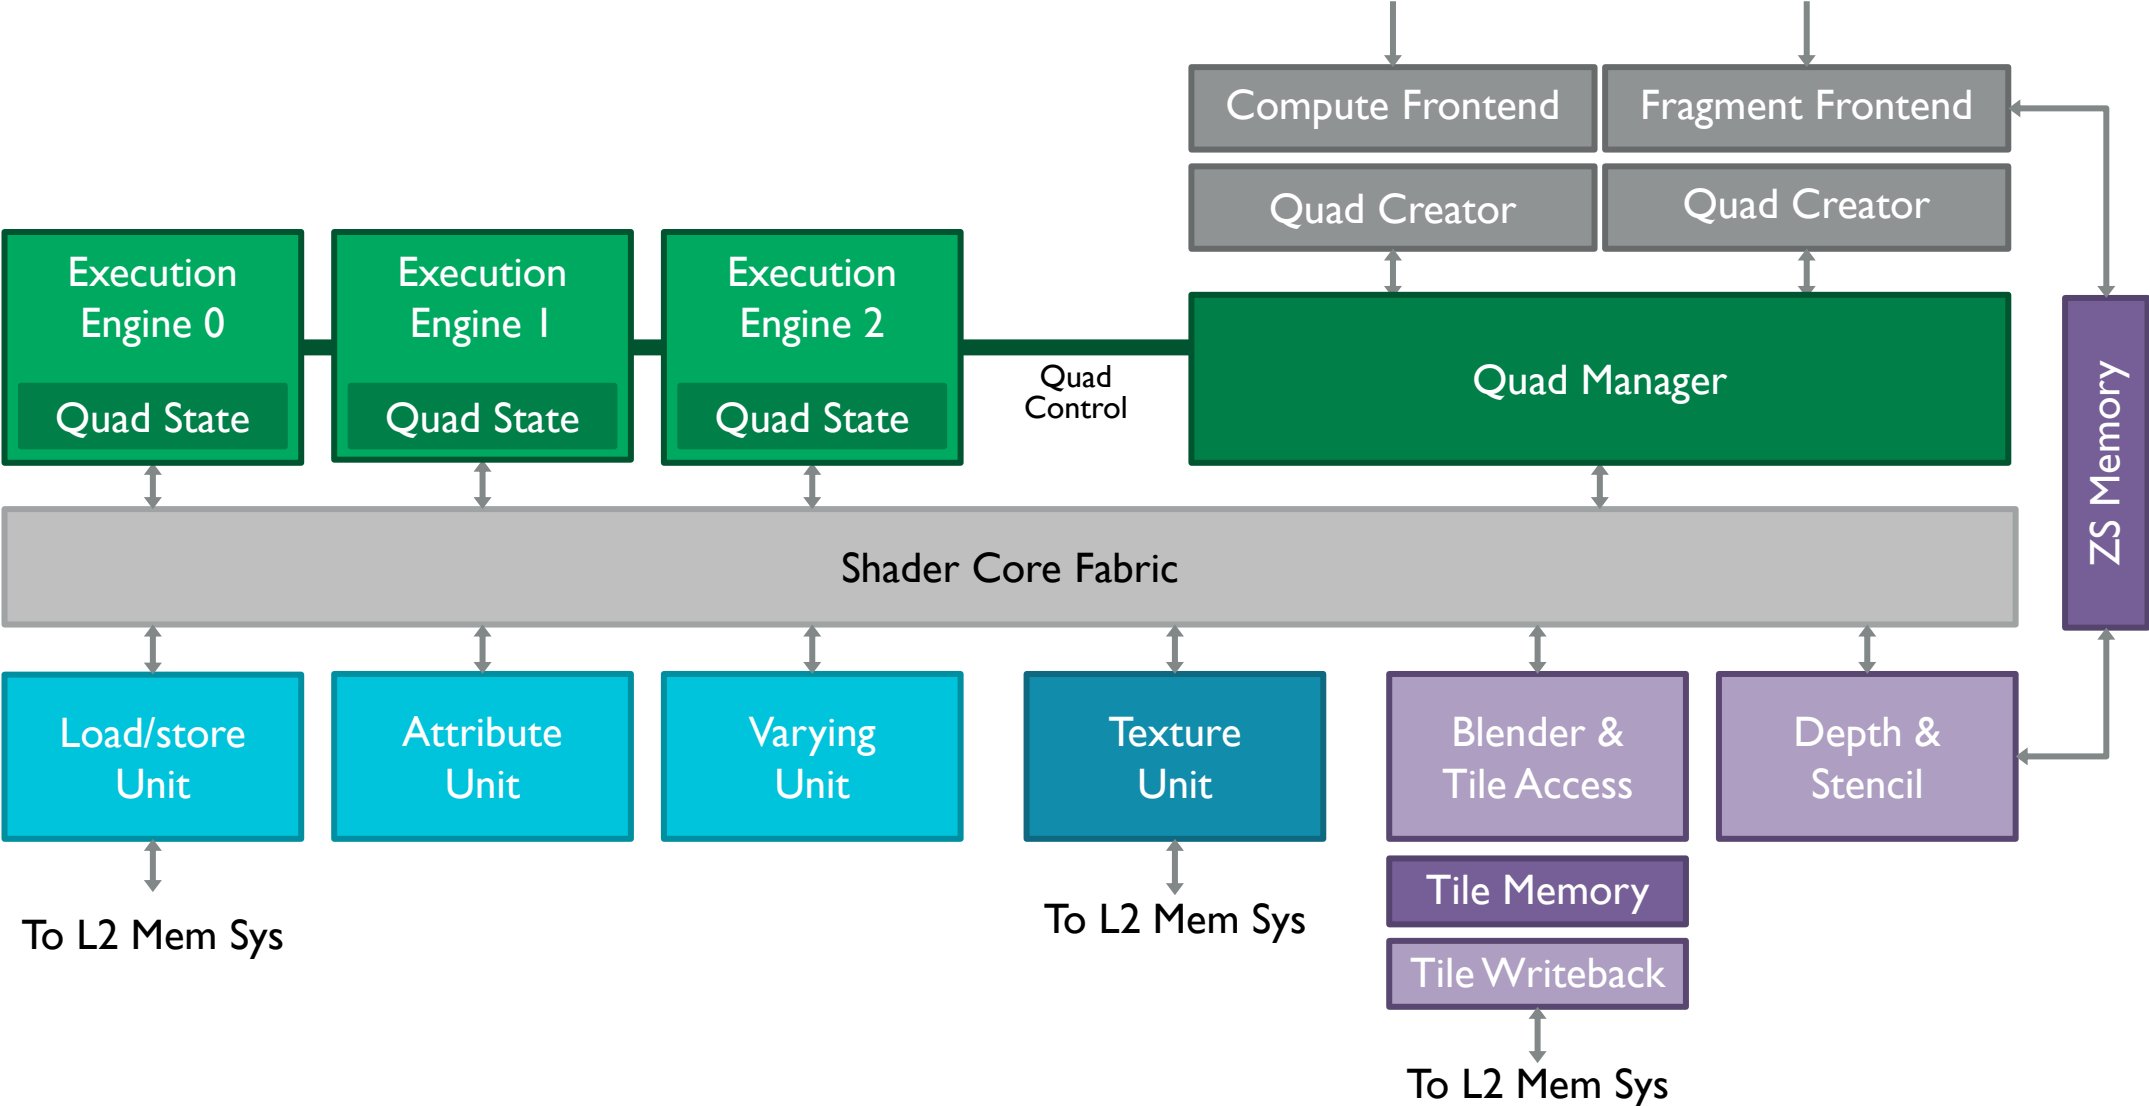 Compute Frontend
Fragment Frontend
Quad Creator
Quad Creator
Execution
Engine 0
Quad State
Execution
Engine 1
Quad State
Execution
Engine 2
Quad State
Quad
Control
Quad Manager
ZS Memory
Shader Core Fabric
Load/store
Unit
Attribute
Unit
Varying
Unit
Texture
Unit
Blender &
Tile Access
Depth &
Stencil
Tile Memory
Tile Writeback
To L2 Mem Sys
To L2 Mem Sys
To L2 Mem Sys